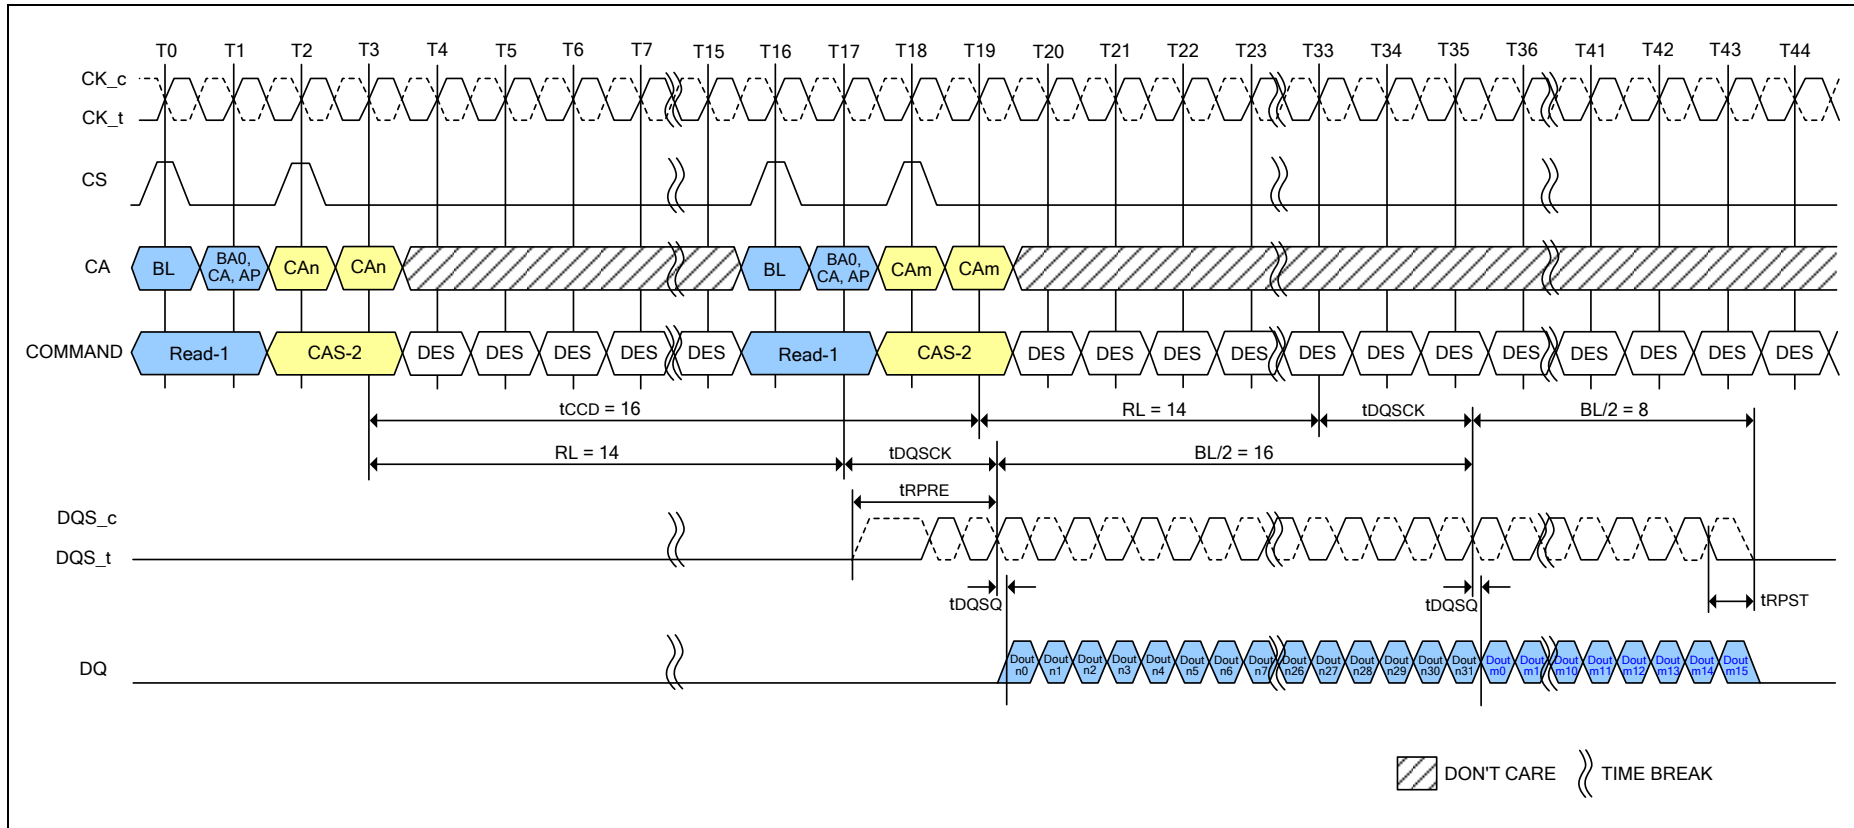 T0 T1 T2 T3 T4 T5 T6 T7 T15 T16 T17 T18 T19 T20 T21 T22 T23 T33 T34 T35 T36 T41 T42 T43 T44
CK_c
CK_t
CS
CA
BL
BA0,
CA, AP
CAn
CAn
BL
BA0,
CA, AP
CAm
CAm
COMMAND
Read-1 CAS-2 DES DES DES DES DES Read-1 CAS-2 DES DES DES DES DES DES DES DES DES DES DES DES
tCCD = 16 RL = 14 tDQSCK BL/2 = 8
RL = 14 tDQSCK BL/2 = 16
tRPRE
DQS_c
DQS_t
tDQSQ tDQSQ tRPST
DQ
Dout Dout Dout Dout Dout Dout Dout Dout Dout Dout Dout Dout Dout Dout Dout Dout Dout Dout Dout Dout Dout Dout
n0 n1 n2 n3 n4 n5 n6 n7 n26 n27 n28 n29 n30 n31 m0 m1 m10 m11 m12 m13 m14 m15
DON'T CARE TIME BREAK